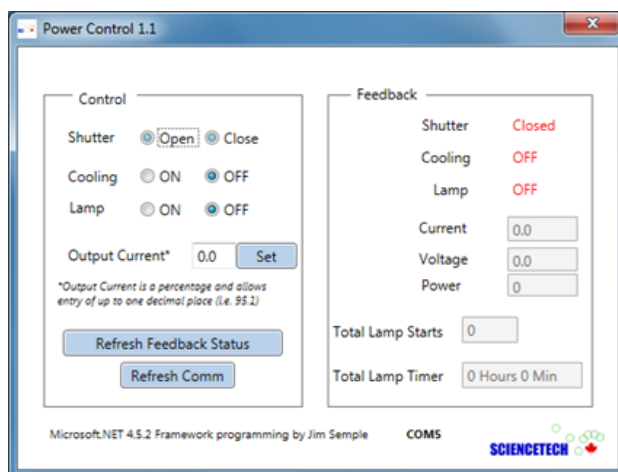 Power Control 1.1
Control
Shutter Open Close
Cooling ON OFF
Lamp ON OFF
Output Current* 0.0 Set
*Output Current is a percentage and allows
entry of up to one decimal place (i.e. 95.1)
Refresh Feedback Status
Refresh Comm
Feedback
Shutter Closed
Cooling OFF
Lamp OFF
Current 0.0
Voltage 0.0
Power 0
Total Lamp Starts 0
Total Lamp Timer 0 Hours 0 Min
Microsoft.NET 4.5.2 Framework programming by Jim Semple COM5
SCIENCETECH